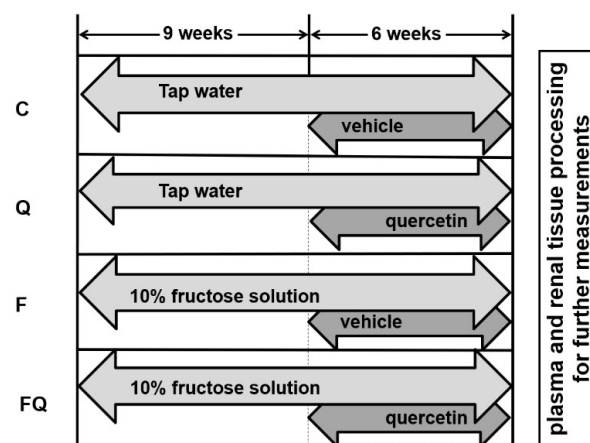 9 weeks
6 weeks
C
Tap water
vehicle
Q
Tap water
quercetin
F
10% fructose solution
vehicle
FQ
10% fructose solution
quercetin
plasma and renal tissue processing
for further measurements